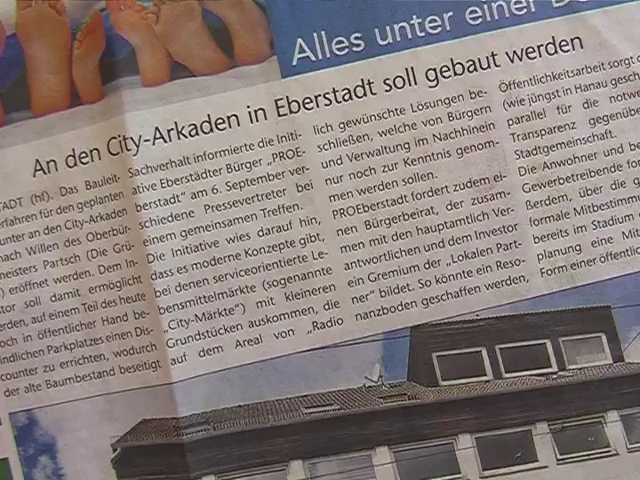 Alles unter einer
An den City-Arkaden in Eberstadt soll gebaut werden
TADT (hf). Das Bauleit-
erfahren für den geplanten
unter an den City-Arkaden
nach Willen des Oberbür-
meisters Partsch (Die Grü-
) eröffnet werden. Dem In-
stor soll damit ermöglicht
erden, auf einem Teil des heute
noch in öffentlicher Hand be-
indlichen Parkplatzes einen Dis-
counter zu errichten, wodurch
der alte Baumbestand beseitigt
Sachverhalt informierte die Initi-
ative Eberstädter Bürger „PROE-
berstadt“ am 6. September ver-
schiedene Pressevertreter bei
einem gemeinsamen Treffen.
Die Initiative wies darauf hin,
dass es moderne Konzepte gibt,
bei denen serviceorientierte Le-
bensmittelmärkte (sogenannte
„City-Märkte“) mit kleineren
Grundstücken auskommen, die
auf dem Areal von „Radio
lich gewünschte Lösungen be-
schließen, welche von Bürgern
und Verwaltung im Nachhinein
nur noch zur Kenntnis genom-
men werden sollen.
PROEberstadt fordert zudem ei-
nen Bürgerbeirat, der zusam-
men mit den hauptamtlich Ver-
antwortlichen und dem Investor
ein Gremium der „Lokalen Part-
ner“ bildet. So könnte ein Reso-
nanzboden geschaffen werden,
Öffentlichkeitsarbeit sorgt
(wie jüngst in Hanau gesch
parallel für die notwe
Transparenz gegenüb
Stadtgemeinschaft.
Die Anwohner und be
Gewerbetreibende fo
ßerdem, über die
formale Mitbestimm
bereits im Stadium
planung eine Mit
Form einer öffentli